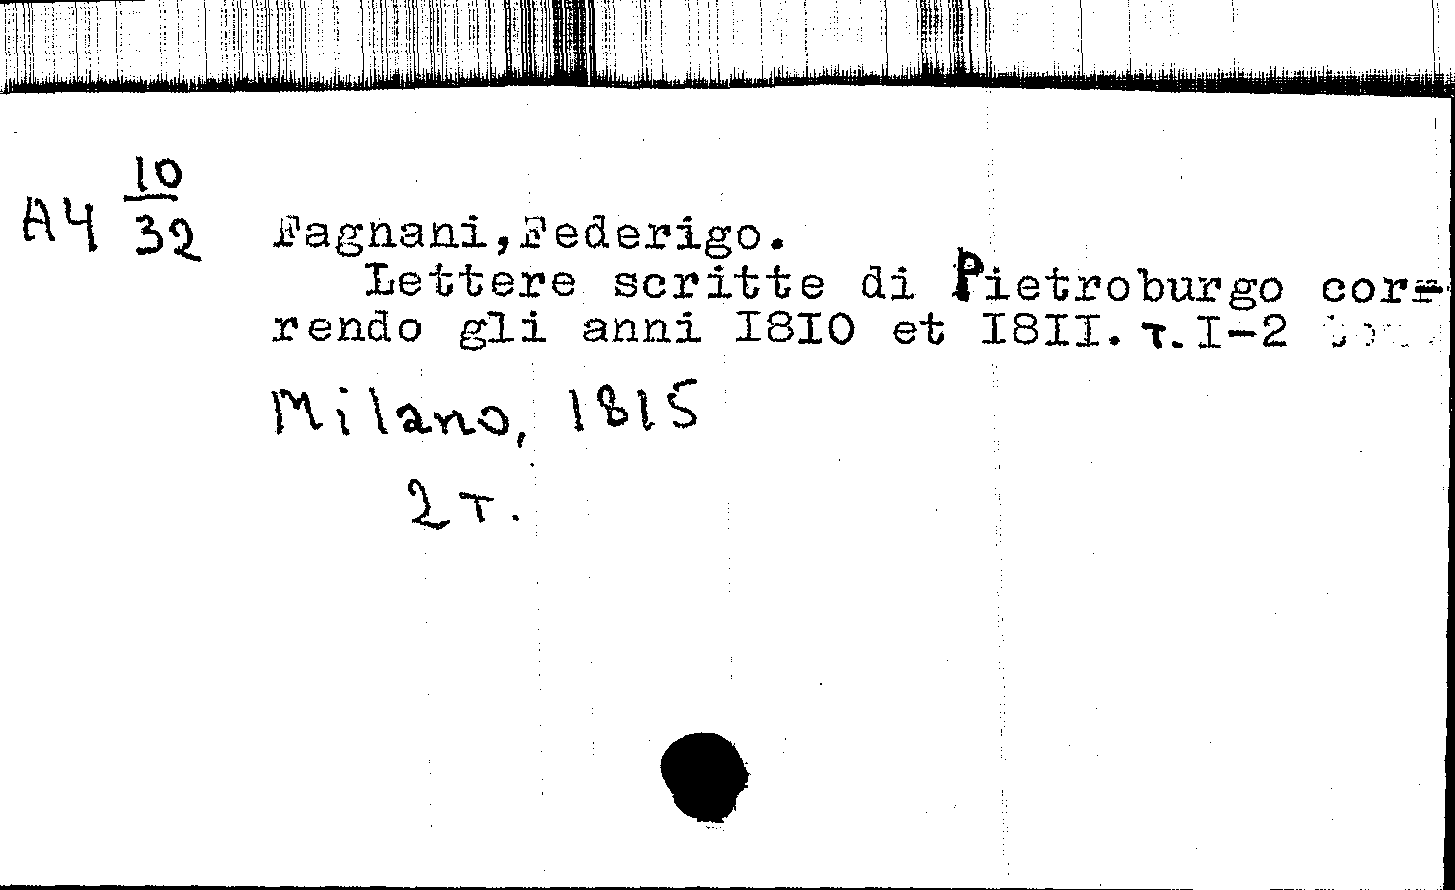 A4 10/32
Fagnani,Federigo.
Lettere scritte di Pietroburgo cor-
rendo gli anni I8IO et I8II. т. I-2
Milano, 1815
2 т.